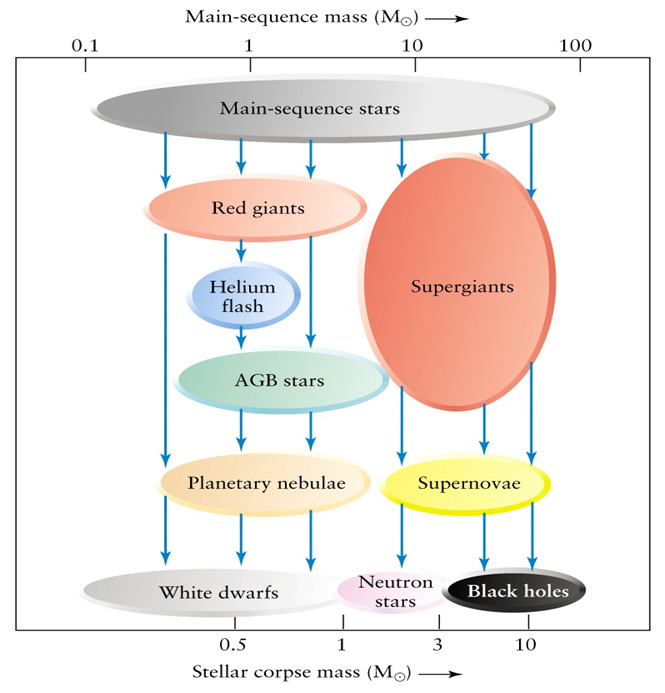 Main-sequence mass (M☉) →
0.1 1 10 100
Main-sequence stars
Red giants
Helium
flash
Supergiants
AGB stars
Planetary nebulae
Supernovae
White dwarfs
Neutron
stars
Black holes
0.5 1 3 10
Stellar corpse mass (M☉) →